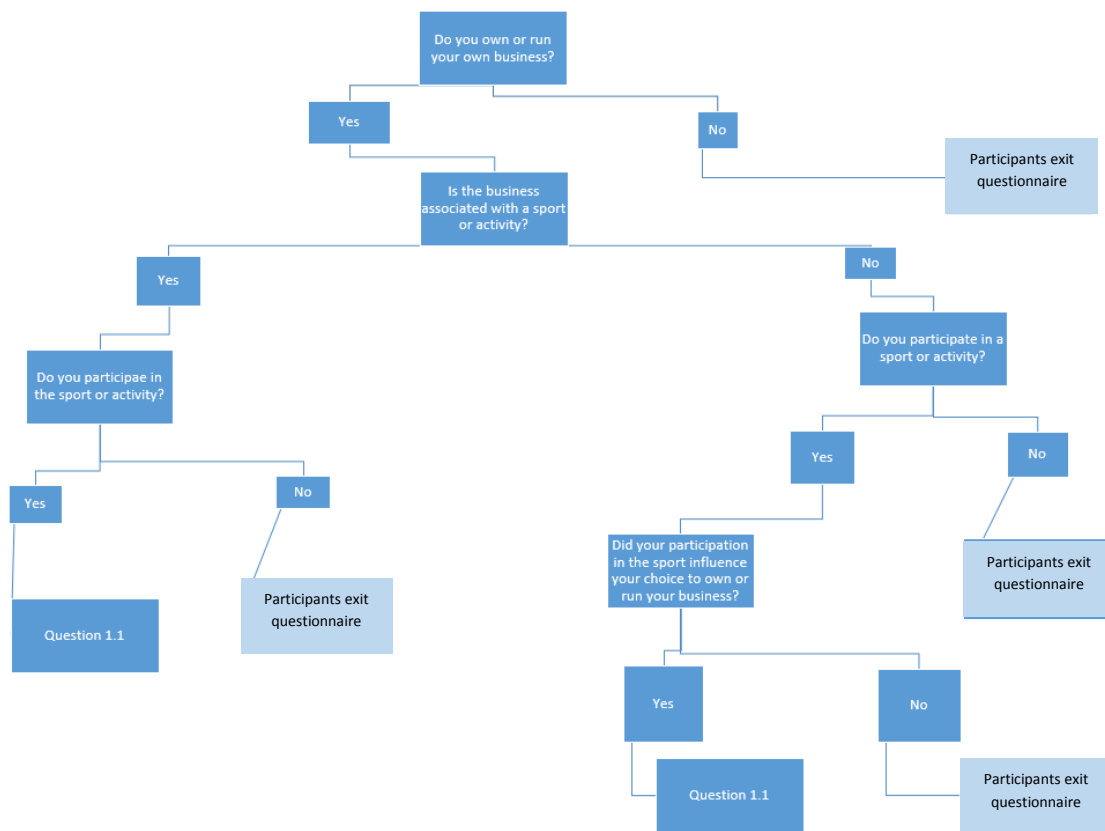 Do you own or run
your own business?
Yes
No
Participants exit
questionnaire
Is the business
associated with a sport
or activity?
Yes
No
Do you participate in a
sport or activity?
Do you participae in
the sport or activity?
Yes
No
Yes
No
Did your participation
in the sport influence
your choice to own or
run your business?
Participants exit
questionnaire
Participants exit
questionnaire
Question 1.1
Yes
No
Question 1.1
Participants exit
questionnaire